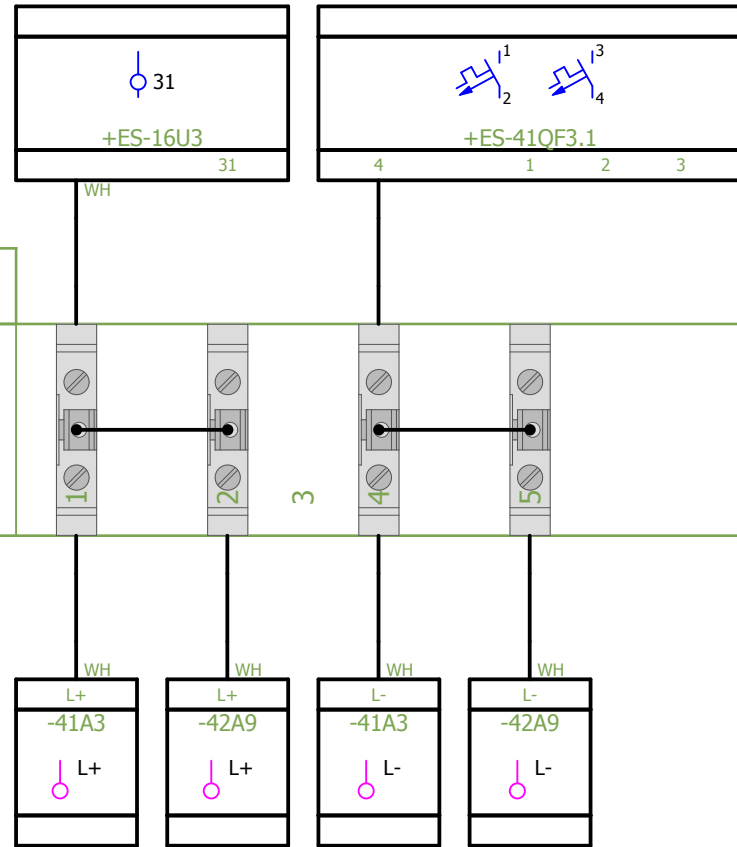 31
1 3
2 4
+ES-16U3
+ES-41QF3.1
31 4 1 2 3
WH
1 2 3 4 5
WH WH WH WH
L+ L+ L- L-
-41A3 -42A9 -41A3 -42A9
L+ L+ L- L-